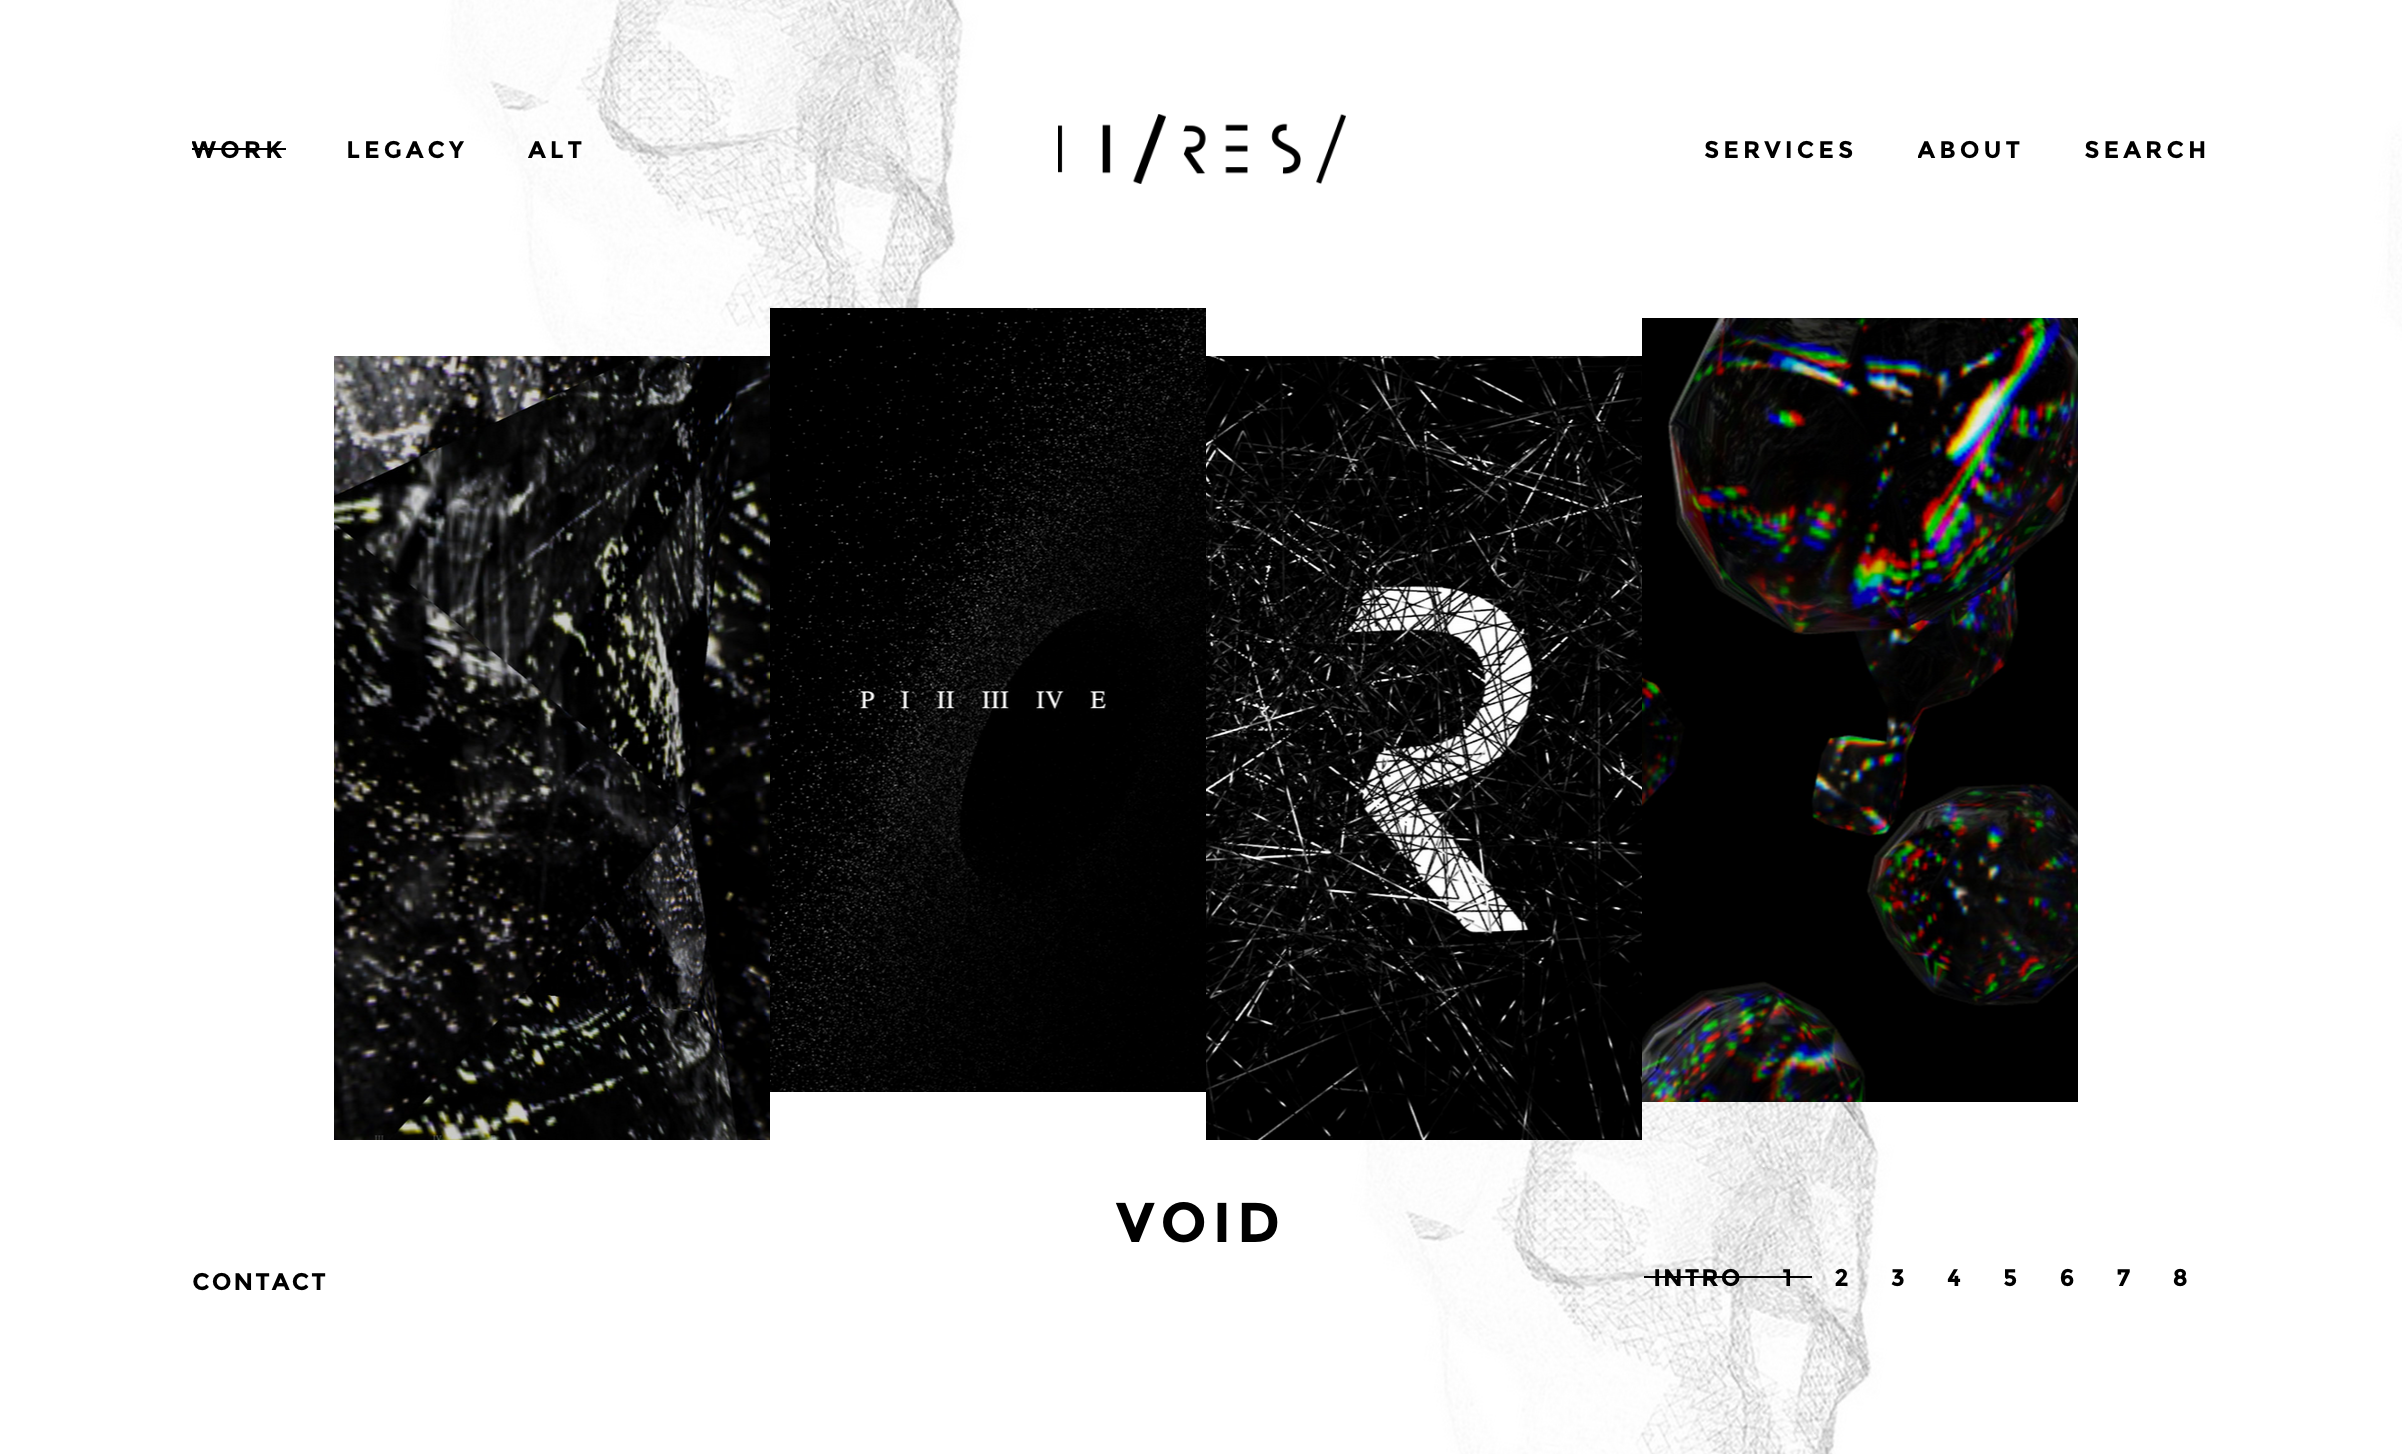 WORK LEGACY ALT
II/RES/
SERVICES ABOUT SEARCH
P I II III IV E
R
VOID
CONTACT
INTRO 1 2 3 4 5 6 7 8